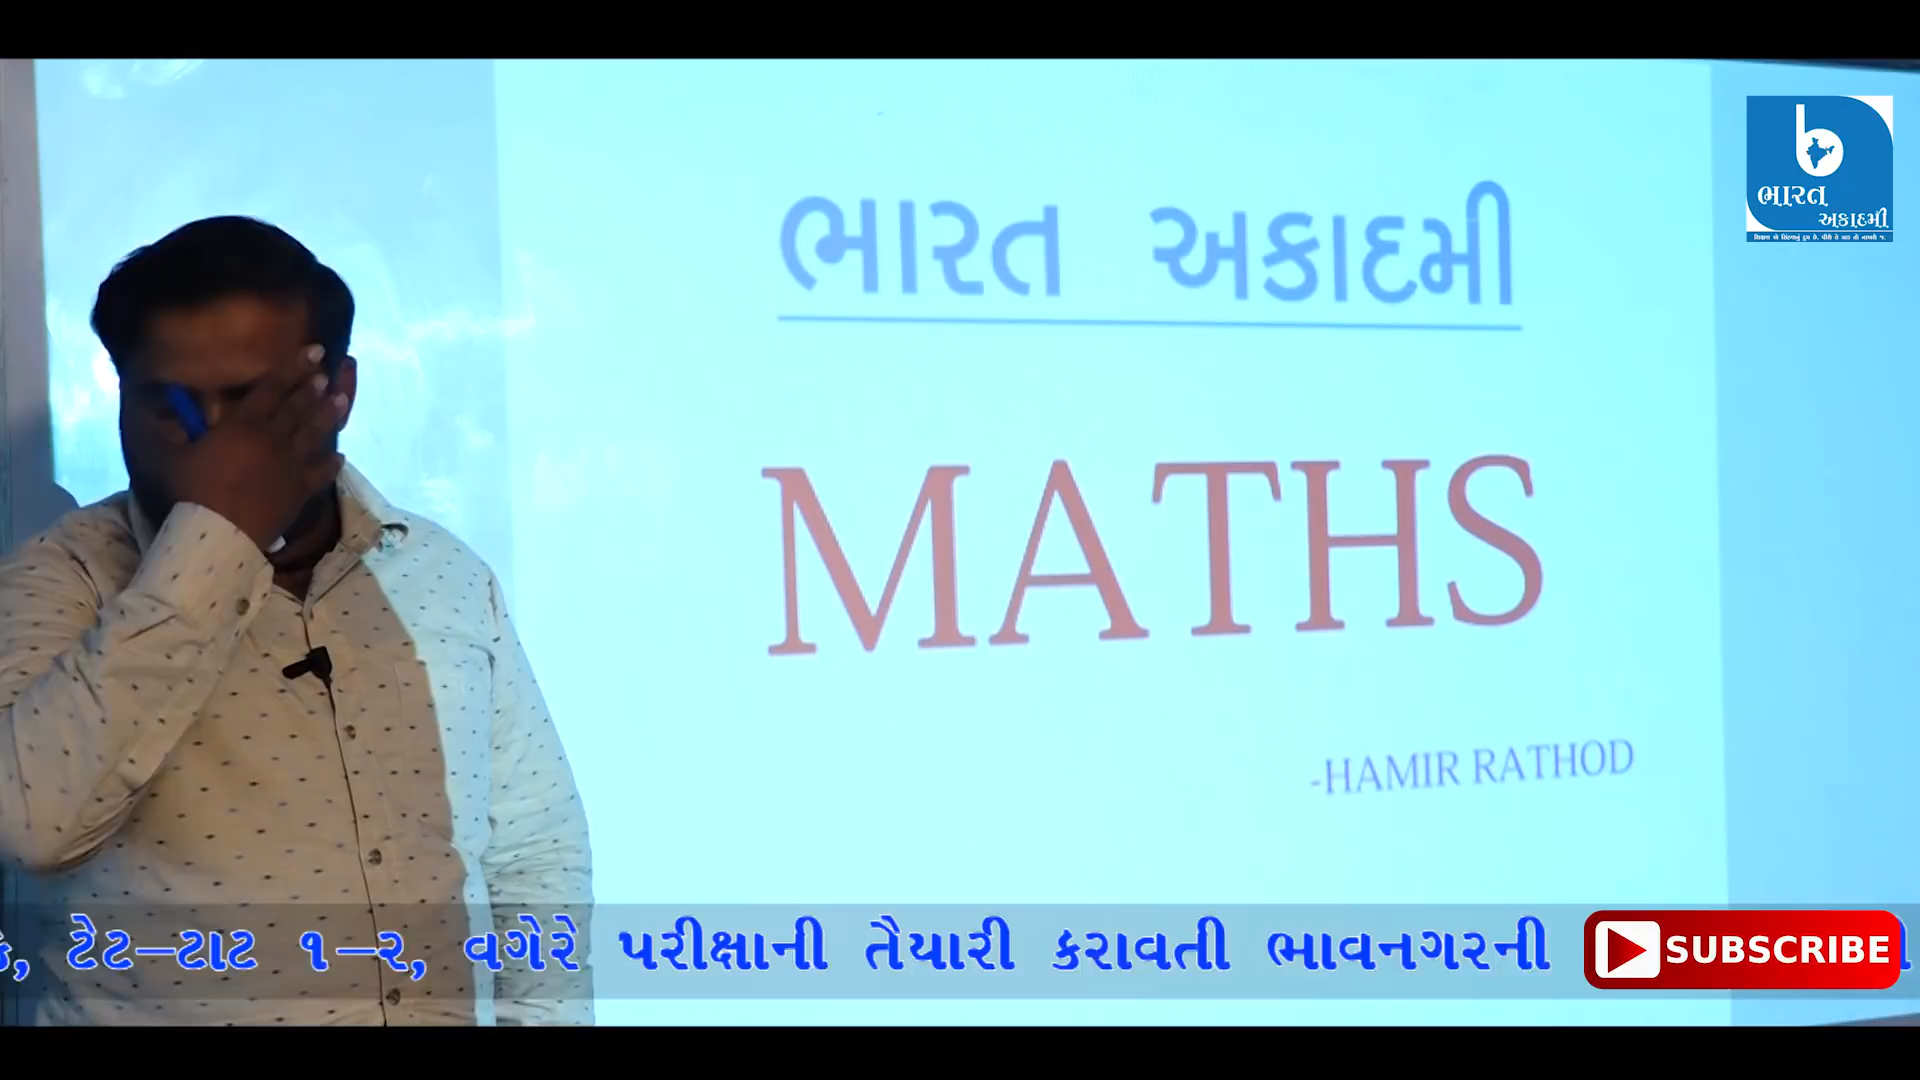 ભારત અકાદમી
MATHS
-HAMIR RATHOD
ભારત
અકાદમી
ટેટ–ટાટ ૧–૨, વગેરે પરીક્ષાની તૈયારી કરાવતી ભાવનગરની
SUBSCRIBE